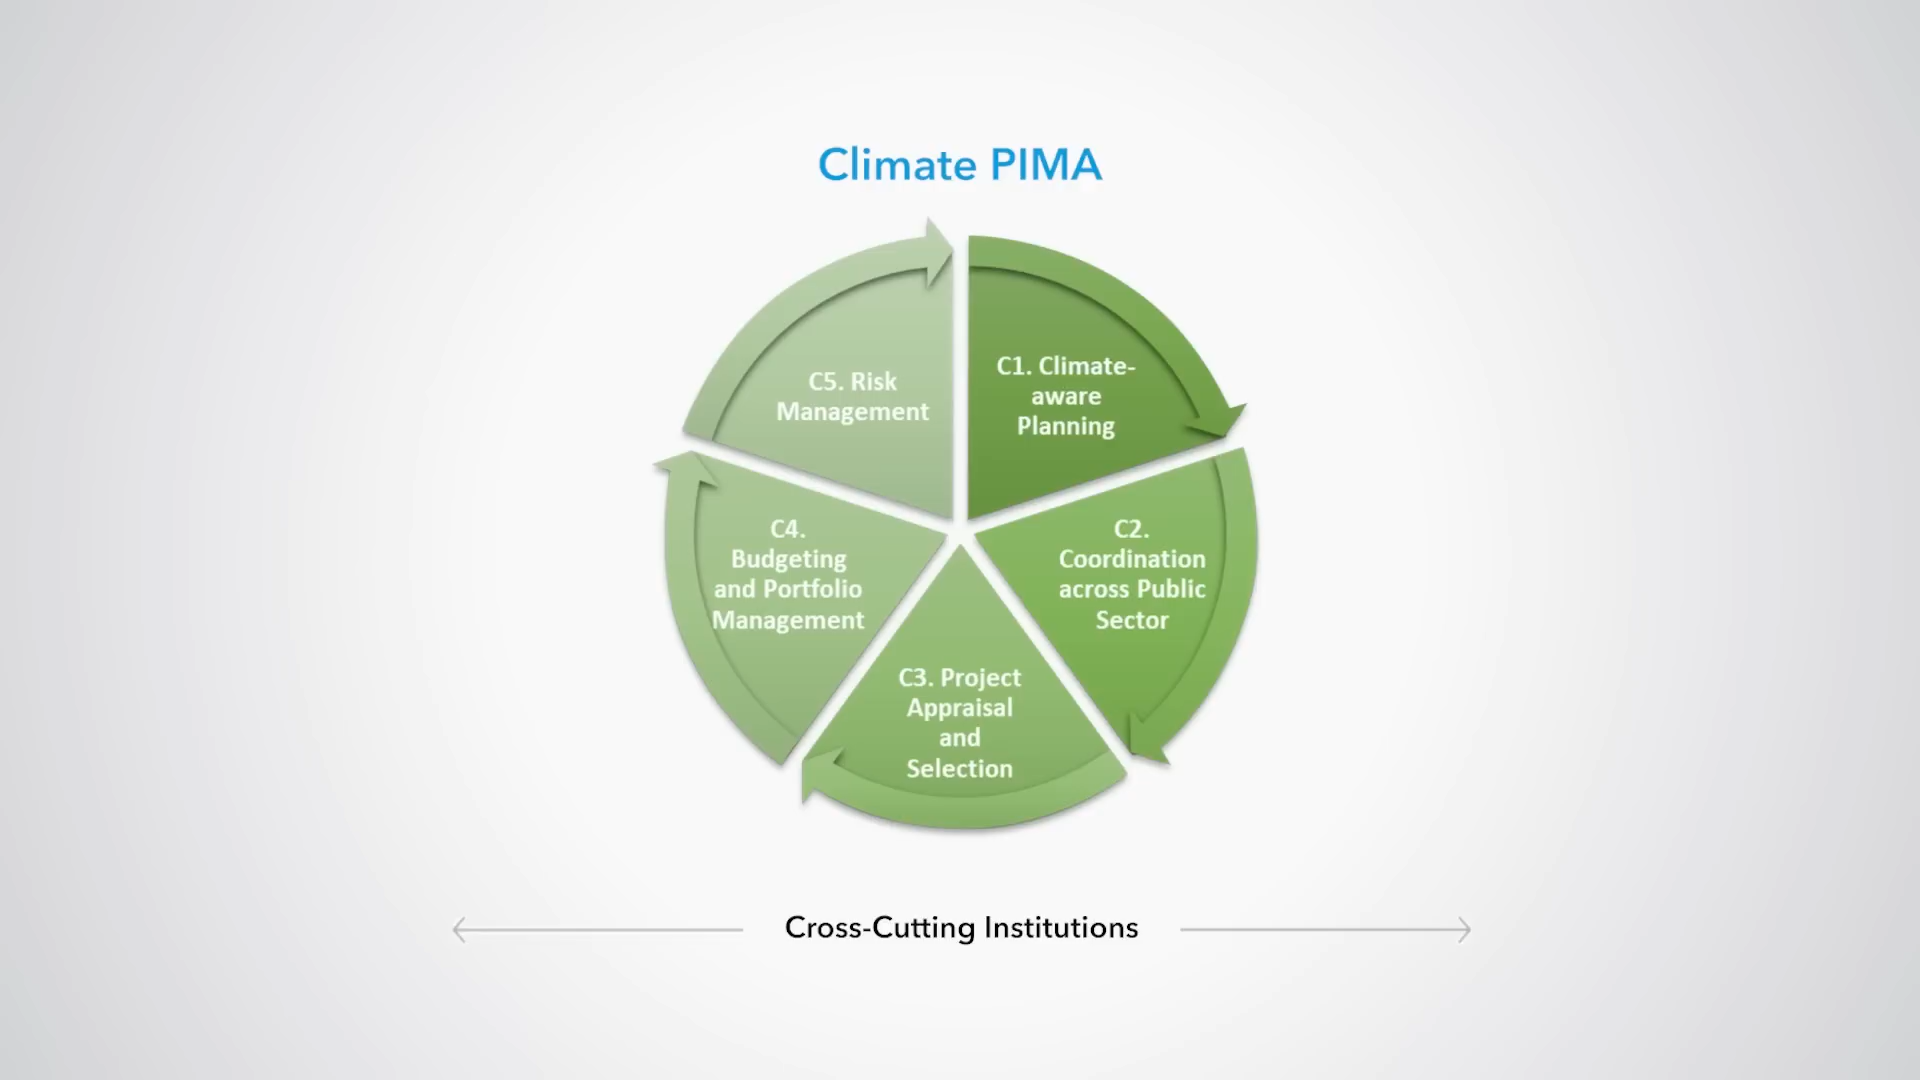 Climate PIMA
C1. Climate-
aware
Planning
C2.
Coordination
across Public
Sector
C3. Project
Appraisal
and
Selection
C4.
Budgeting
and Portfolio
Management
C5. Risk
Management
Cross-Cutting Institutions